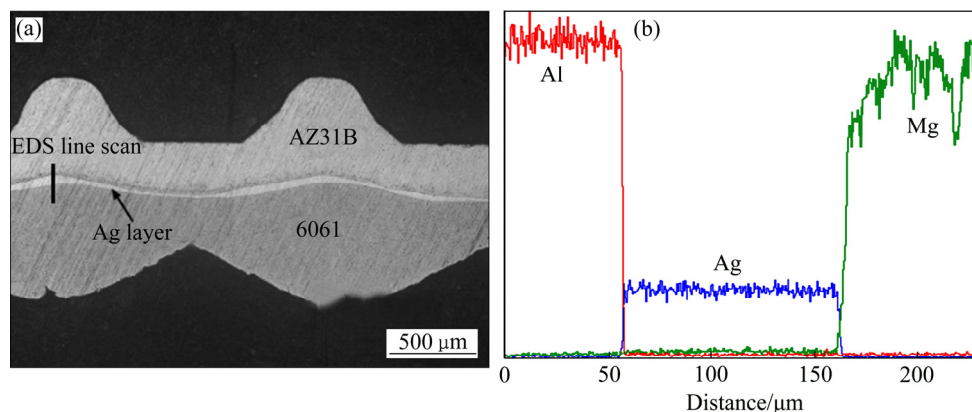 (a)
AZ31B
EDS line scan
Ag layer
6061
500 μm
(b)
Al
Mg
Ag
0 50 100 150 200
Distance/μm